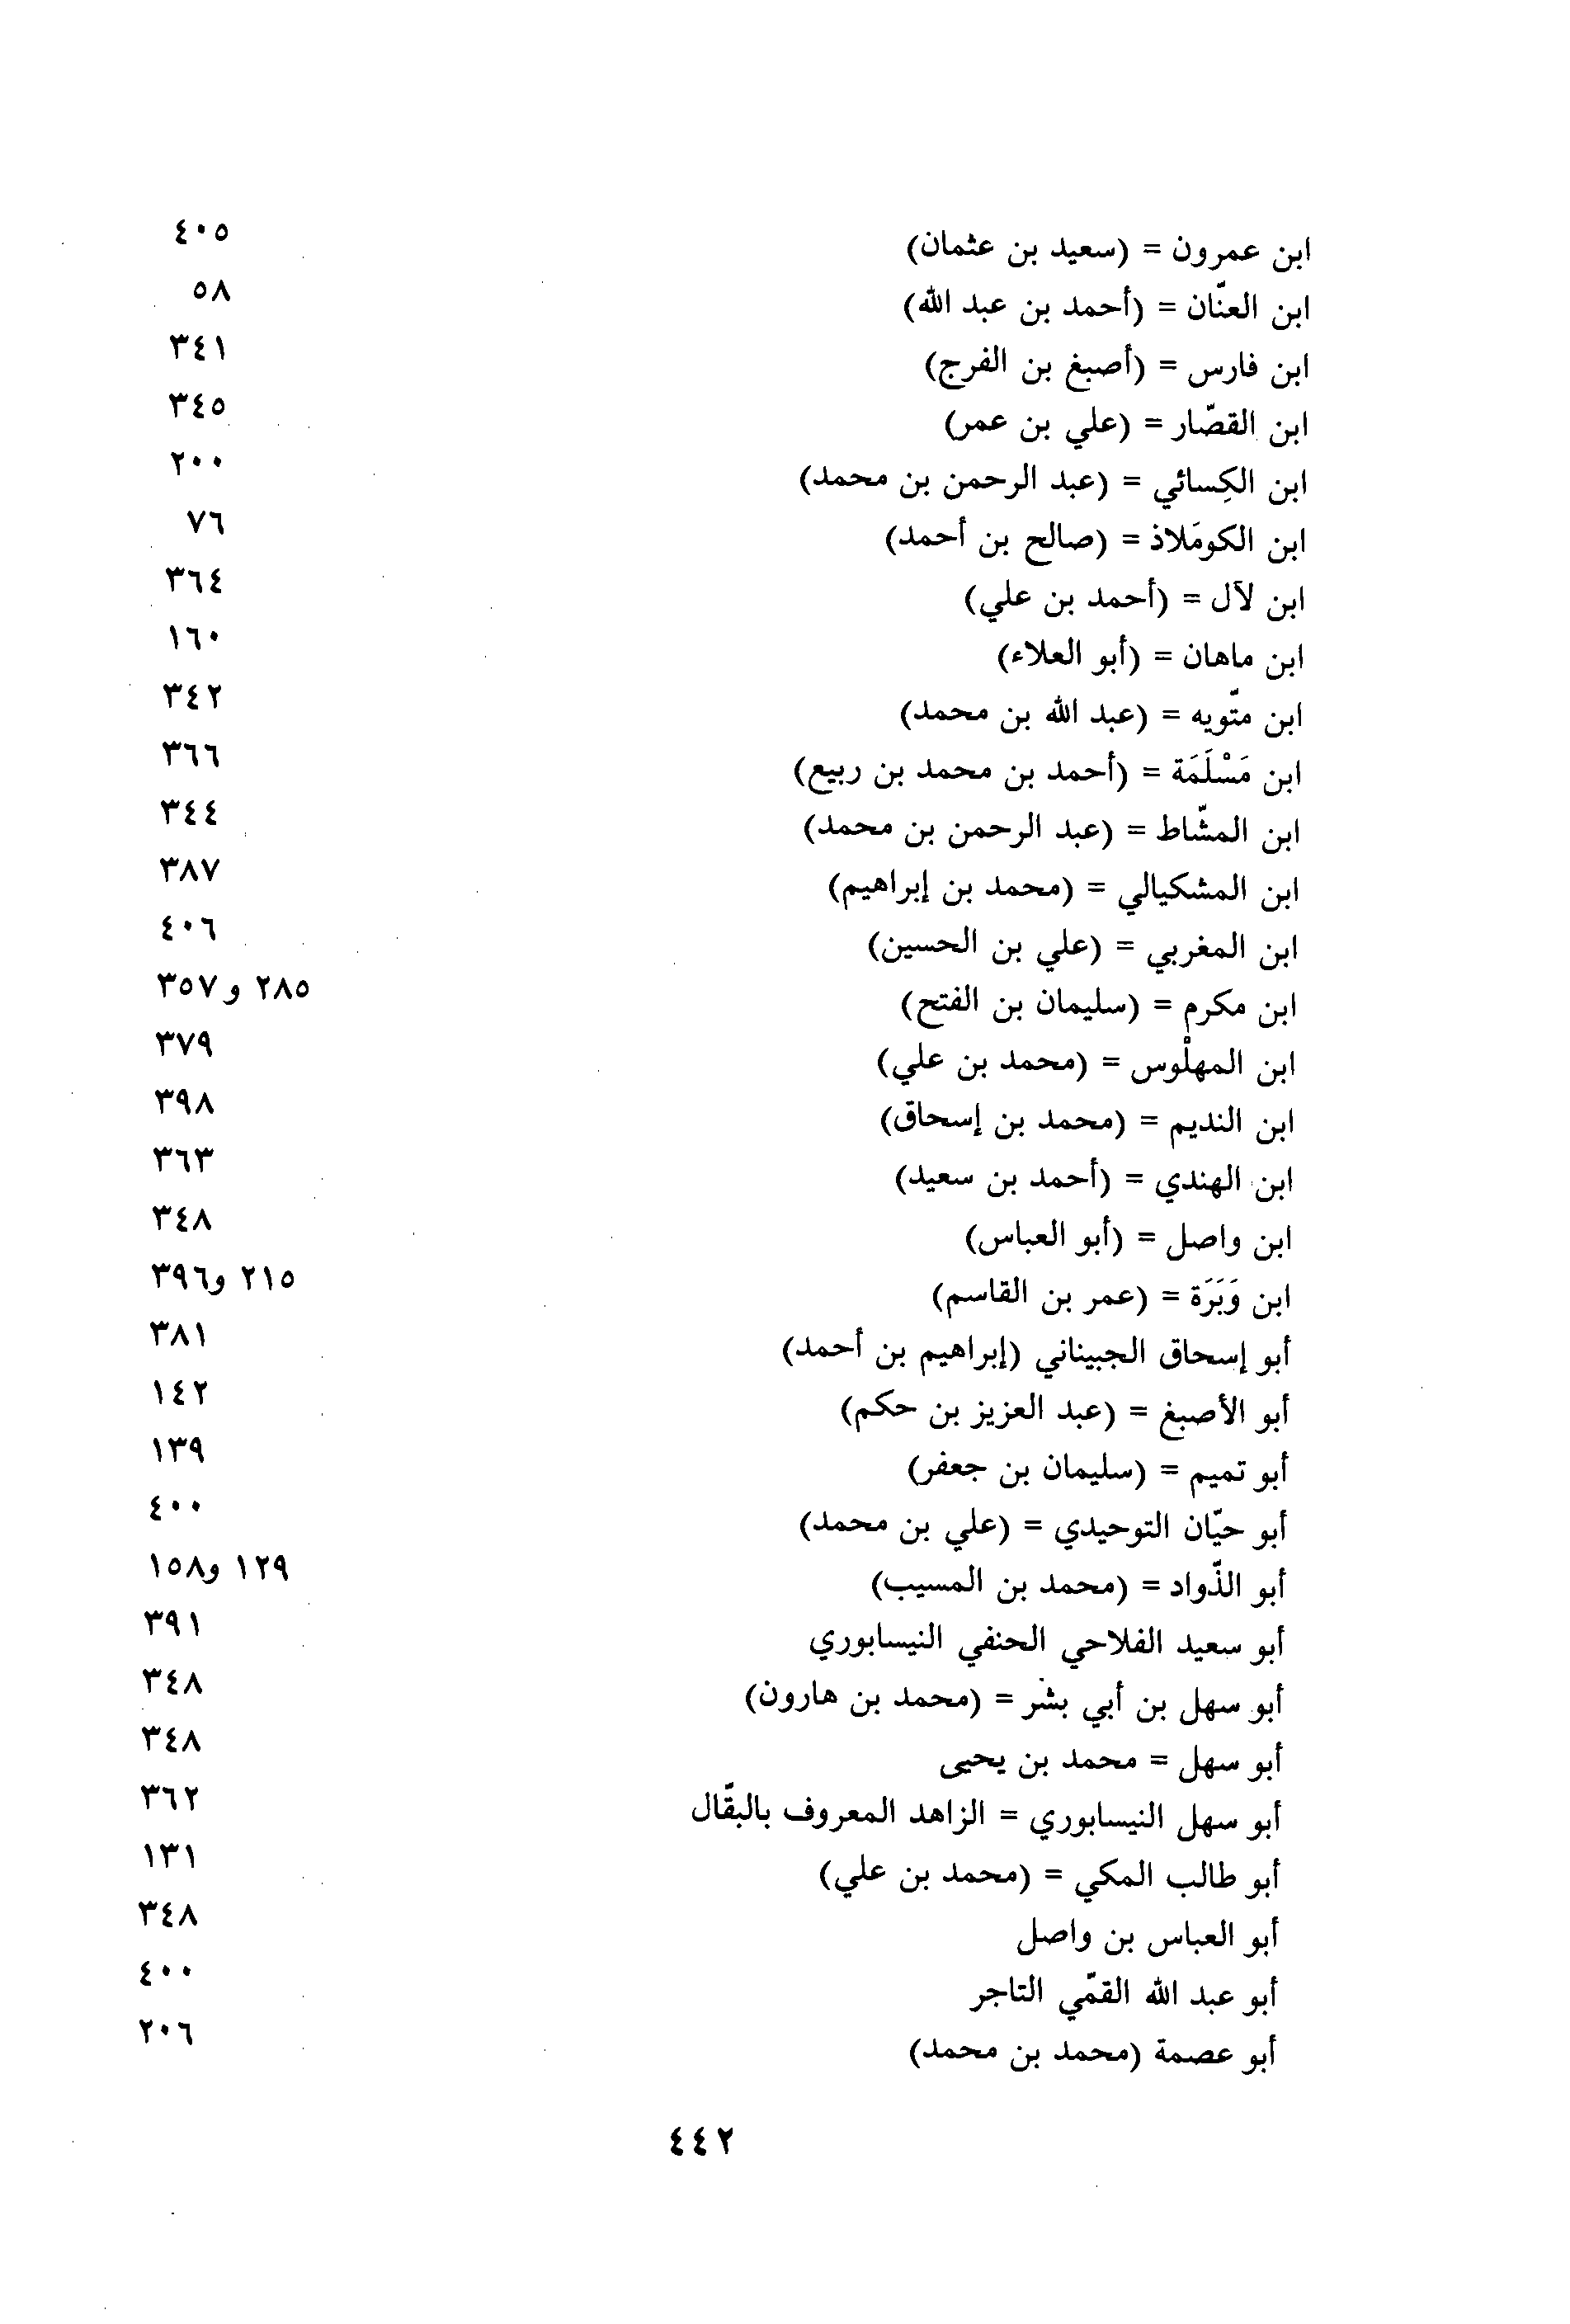 ابن عمرون = (سعيد بن عثمان) ٤٠٥
ابن العنّان = (أحمد بن عبد الله) ٥٨
ابن فارس = (أصبغ بن الفرج) ٣٤١
ابن القصّار = (علي بن عمر) ٣٤٥
ابن الكِسائي = (عبد الرحمن بن محمد) ٢٠٠
ابن الكومَلاذ = (صالح بن أحمد) ٧٦
ابن لآل = (أحمد بن علي) ٣٦٤
ابن ماهان = (أبو العلاء) ١٦٠
ابن متّويه = (عبد الله بن محمد) ٣٤٢
ابن مَسْلَمَة = (أحمد بن محمد بن ربيع) ٣٦٦
ابن المشّاط = (عبد الرحمن بن محمد) ٣٤٤
ابن المشكيالي = (محمد بن إبراهيم) ٣٨٧
ابن المغربي = (علي بن الحسين) ٤٠٦
ابن مكرم = (سليمان بن الفتح) ٢٨٥ و٣٥٧
ابن المهلْوس = (محمد بن علي) ٣٧٩
ابن النديم = (محمد بن إسحاق) ٣٩٨
ابن الهندي = (أحمد بن سعيد) ٣٦٣
ابن واصل = (أبو العباس) ٣٤٨
ابن وَبَرَة = (عمر بن القاسم) ٢١٥ و٣٩٦
أبو إسحاق الجبيناني (إبراهيم بن أحمد) ٣٨١
أبو الأصبغ = (عبد العزيز بن حكم) ١٤٢
أبو تميم = (سليمان بن جعفر) ١٣٩
أبو حيّان التوحيدي = (علي بن محمد) ٤٠٠
أبو الذّواد = (محمد بن المسيب) ١٢٩ و١٥٨
أبو سعيد الفلاحي الحنفي النيسابوري ٣٩١
أبو سهل بن أبي بشر = (محمد بن هارون) ٣٤٨
أبو سهل = محمد بن يحيى ٣٤٨
أبو سهل النيسابوري = الزاهد المعروف بالبقّال ٣٦٢
أبو طالب المكي = (محمد بن علي) ١٣١
أبو العباس بن واصل ٣٤٨
أبو عبد الله القمّي التاجر ٤٠٠
أبو عصمة (محمد بن محمد) ٢٠٦
٤٤٢